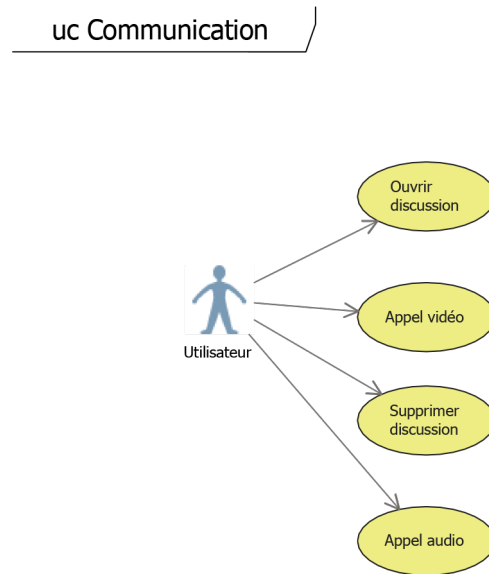 uc Communication
Ouvrir
discussion
Appel vidéo
Utilisateur
Supprimer
discussion
Appel audio